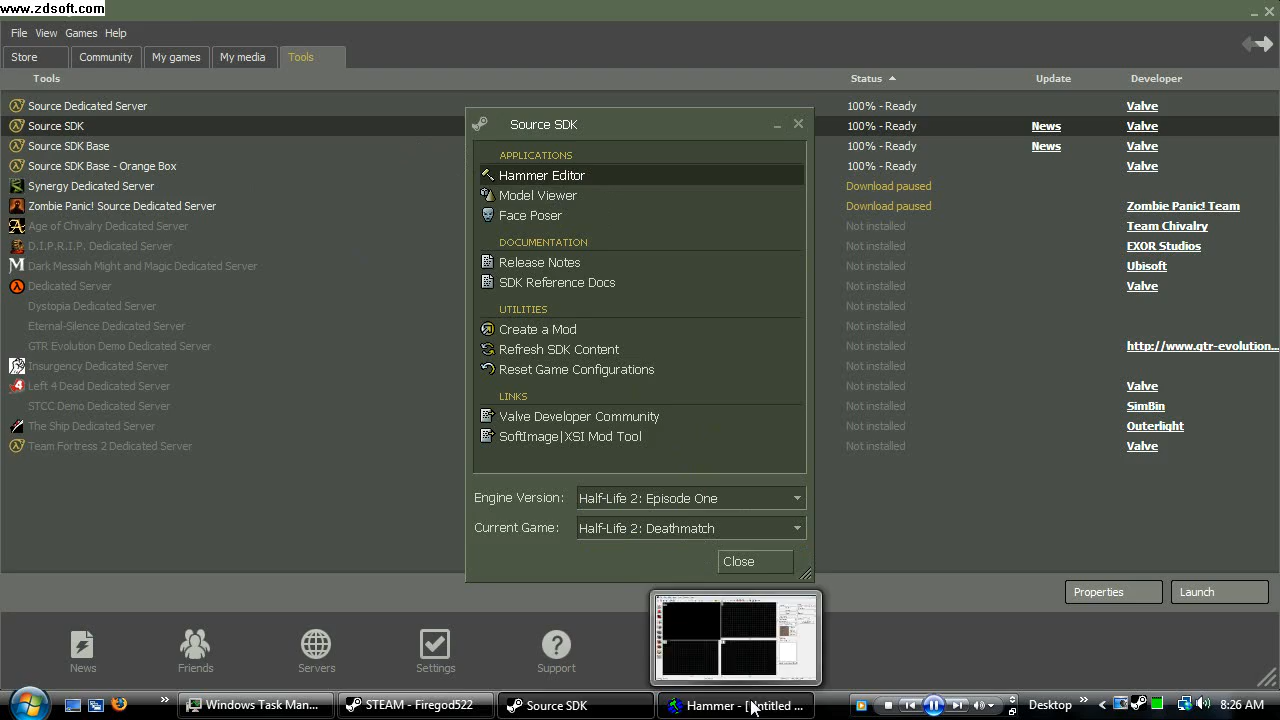 www.zdsoft.com
File View Games Help
Store Community My games My media Tools
Tools Status Update Developer
Source Dedicated Server 100% - Ready Valve
Source SDK 100% - Ready News Valve
Source SDK Base 100% - Ready News Valve
Source SDK Base - Orange Box 100% - Ready Valve
Synergy Dedicated Server Download paused
Zombie Panic! Source Dedicated Server Download paused Zombie Panic! Team
Age of Chivalry Dedicated Server Not installed Team Chivalry
D.I.P.R.I.P. Dedicated Server Not installed EXOR Studios
Dark Messiah Might and Magic Dedicated Server Not installed Ubisoft
Dedicated Server Not installed Valve
Dystopia Dedicated Server Not installed
Eternal-Silence Dedicated Server Not installed
GTR Evolution Demo Dedicated Server Not installed http://www.gtr-evolution...
Insurgency Dedicated Server Not installed
Left 4 Dead Dedicated Server Not installed Valve
STCC Demo Dedicated Server Not installed SimBin
The Ship Dedicated Server Not installed Outerlight
Team Fortress 2 Dedicated Server Not installed Valve
Source SDK
APPLICATIONS
Hammer Editor
Model Viewer
Face Poser
DOCUMENTATION
Release Notes
SDK Reference Docs
UTILITIES
Create a Mod
Refresh SDK Content
Reset Game Configurations
LINKS
Valve Developer Community
SoftImage|XSI Mod Tool
Engine Version: Half-Life 2: Episode One
Current Game: Half-Life 2: Deathmatch
Close
Properties Launch
News Friends Servers Settings Support
Windows Task Man... STEAM - Firegod522 Source SDK Hammer - [Untitled ... Desktop 8:26 AM